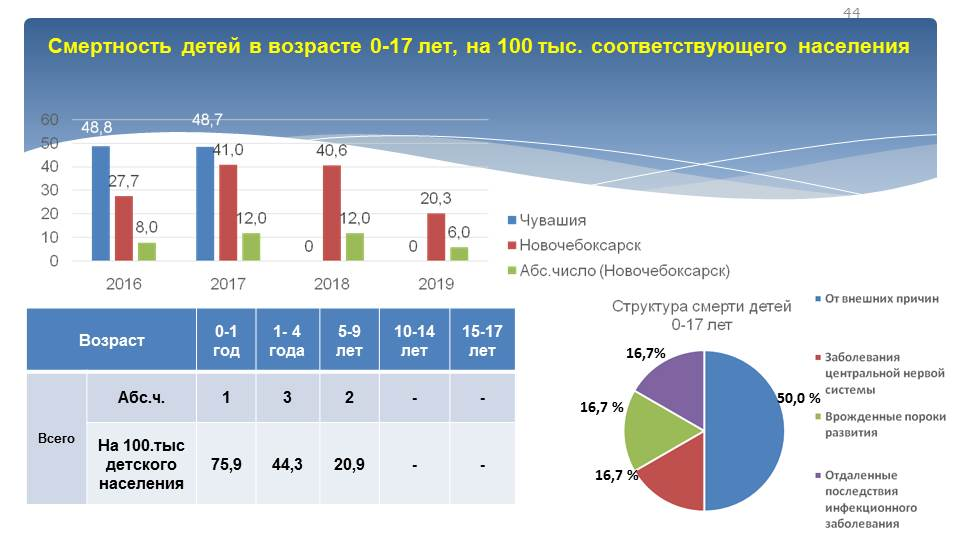 44
Смертность детей в возрасте 0-17 лет, на 100 тыс. соответствующего населения
60
50
40
30
20
10
0
48,8
27,7
8,0
48,7
41,0
12,0
0
40,6
12,0
0
20,3
6,0
2016
2017
2018
2019
Чувашия
Новочебоксарск
Абс.число (Новочебоксарск)
Возраст
0-1 год
1- 4 года
5-9 лет
10-14 лет
15-17 лет
Всего
Абс.ч.
1
3
2
-
-
На 100.тыс
детского
населения
75,9
44,3
20,9
-
-
Структура смерти детей
0-17 лет
16,7%
50,0 %
16,7 %
16,7 %
От внешних причин
Заболевания
центральной нервой
системы
Врожденные пороки
развития
Отдаленные
последствия
инфекционного
заболевания